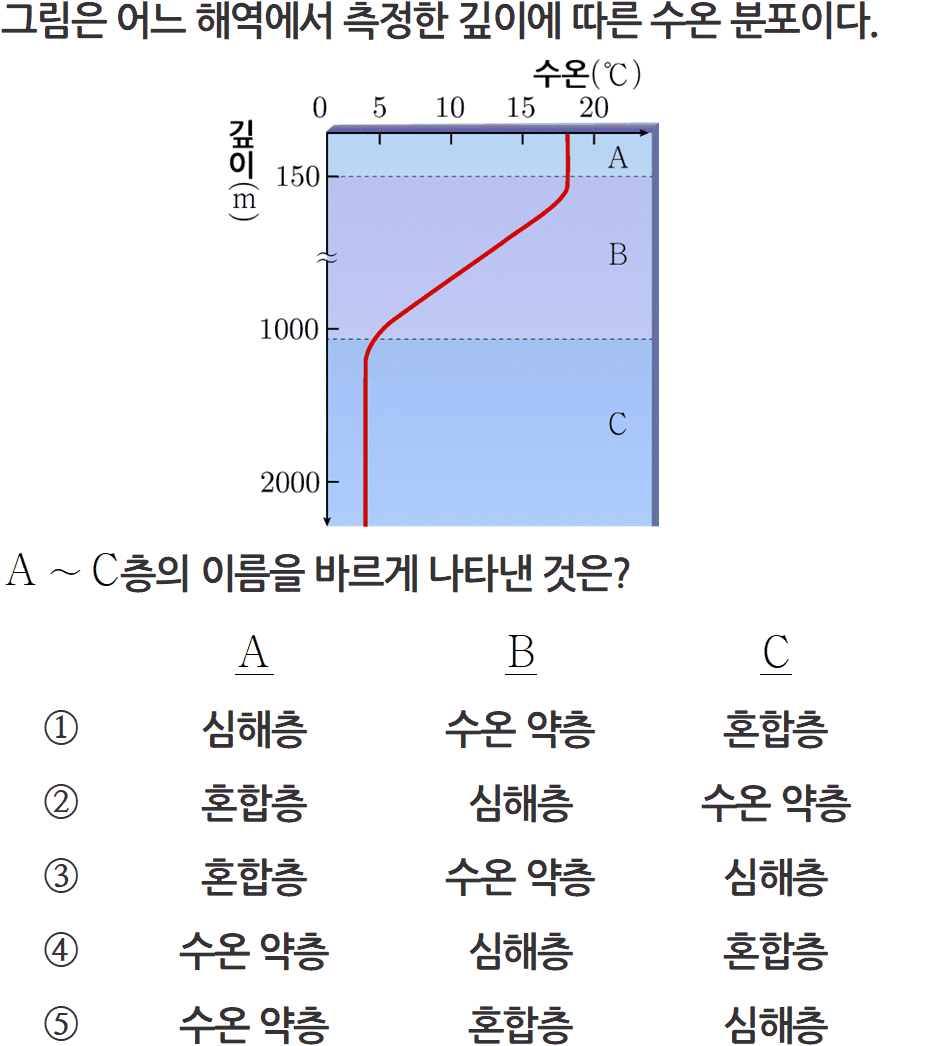 그림은 어느 해역에서 측정한 깊이에 따른 수온 분포이다.
수온(℃)
0 5 10 15 20
깊이(m)
A
150
B
1000
C
2000
A ~ C층의 이름을 바르게 나타낸 것은?
A B C
① 심해층 수온 약층 혼합층
② 혼합층 심해층 수온 약층
③ 혼합층 수온 약층 심해층
④ 수온 약층 심해층 혼합층
⑤ 수온 약층 혼합층 심해층